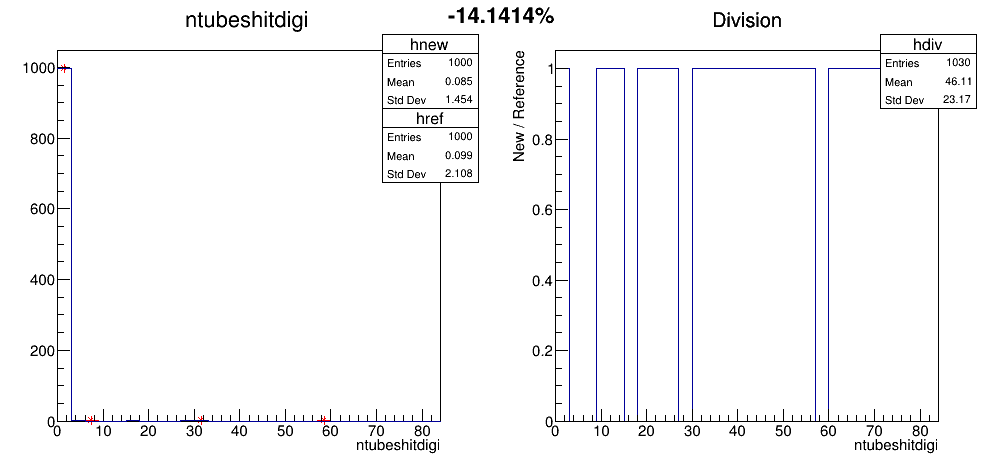 -14.1414%
ntubeshitdigi
hnew
Entries 1000
Mean 0.085
Std Dev 1.454
href
Entries 1000
Mean 0.099
Std Dev 2.108
1000
800
600
400
200
0
0 10 20 30 40 50 60 70 80
ntubeshitdigi
Division
hdiv
Entries 1030
Mean 46.11
Std Dev 23.17
New / Reference
1
0.8
0.6
0.4
0.2
0
0 10 20 30 40 50 60 70 80
ntubeshitdigi